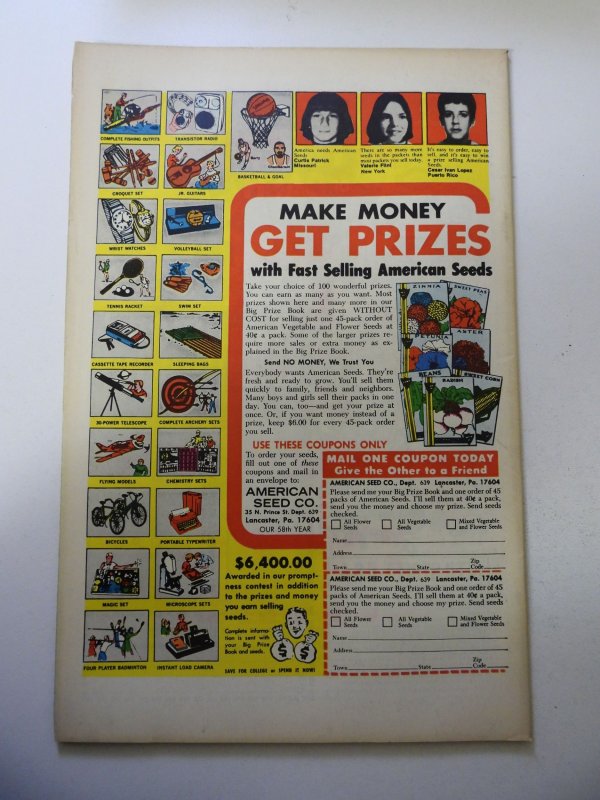 COMPLETE FISHING OUTFITS
TRANSISTOR RADIO
CROQUET SET
JR. GUITARS
WRIST WATCHES
VOLLEYBALL SET
TENNIS RACKET
SWIM SET
CASSETTE TAPE RECORDER
SLEEPING BAGS
30-POWER TELESCOPE
COMPLETE ARCHERY SETS
FLYING MODELS
CHEMISTRY SETS
BICYCLES
PORTABLE TYPEWRITER
MAGIC SET
MICROSCOPE SETS
FOUR PLAYER BADMINTON
INSTANT LOAD CAMERA
BASKETBALL & GOAL
America needs American
Seeds
Curtis Patrick
Missouri
There are so many more
seeds in the packets than
most packets you sell today.
Valerie Flint
New York
It's easy to order, easy to
sell, and it's easy to win
a prize selling American
Seeds.
Cesar Ivan Lopez
Puerto Rico
MAKE MONEY
GET PRIZES
with Fast Selling American Seeds
Take your choice of 100 wonderful prizes.
You can earn as many as you want. Most
prizes shown here and many more in our
Big Prize Book are given WITHOUT
COST for selling just one 45-pack order of
American Vegetable and Flower Seeds at
40¢ a pack. Some of the larger prizes re-
quire more sales or extra money as ex-
plained in the Big Prize Book.
Send NO MONEY, We Trust You
Everybody wants American Seeds. They're
fresh and ready to grow. You'll sell them
quickly to family, friends and neighbors.
Many boys and girls sell their packs in one
day. You can, too—and get your prize at
once. Or, if you want money instead of a
prize, keep $6.00 for every 45-pack order
you sell.
ZINNIA
SWEET PEAS
PETUNIA
ASTER
BEANS
RADISH
SWEET CORN
USE THESE COUPONS ONLY
To order your seeds,
fill out one of these
coupons and mail in
an envelope to:
AMERICAN
SEED CO.
35 N. Prince St. Dept. 639
Lancaster, Pa. 17604
OUR 58th YEAR
$6,400.00
Awarded in our prompt-
ness contest in addition
to the prizes and money
you earn selling
seeds.
Complete informa-
tion is sent with
your Big Prize
Book and seeds.
$ $
SAVE FOR COLLEGE or SPEND IT NOW!
MAIL ONE COUPON TODAY
Give the Other to a Friend
AMERICAN SEED CO., Dept. 639 Lancaster, Pa. 17604
Please send me your Big Prize Book and one order of 45
packs of American Seeds. I'll sell them at 40¢ a pack,
send you the money and choose my prize. Send seeds
checked.
All Flower Seeds
All Vegetable Seeds
Mixed Vegetable and Flower Seeds
Name
Address
Town State Zip Code
AMERICAN SEED CO., Dept. 639 Lancaster, Pa. 17604
Please send me your Big Prize Book and one order of 45
packs of American Seeds. I'll sell them at 40¢ a pack,
send you the money and choose my prize. Send seeds
checked.
All Flower Seeds
All Vegetable Seeds
Mixed Vegetable and Flower Seeds
Name
Address
Town State Zip Code